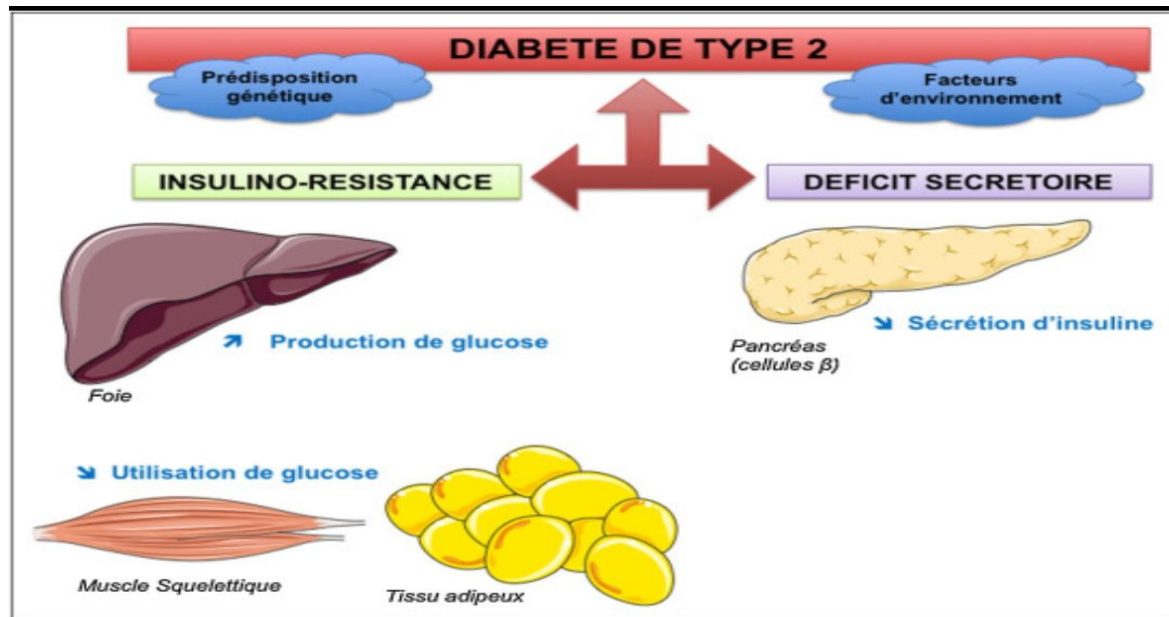 DIABETE DE TYPE 2
Prédisposition
génétique
Facteurs
d'environnement
INSULINO-RESISTANCE
DEFICIT SECRETOIRE
↗ Production de glucose
Foie
↘ Sécrétion d'insuline
Pancréas
(cellules β)
↘ Utilisation de glucose
Muscle Squelettique
Tissu adipeux